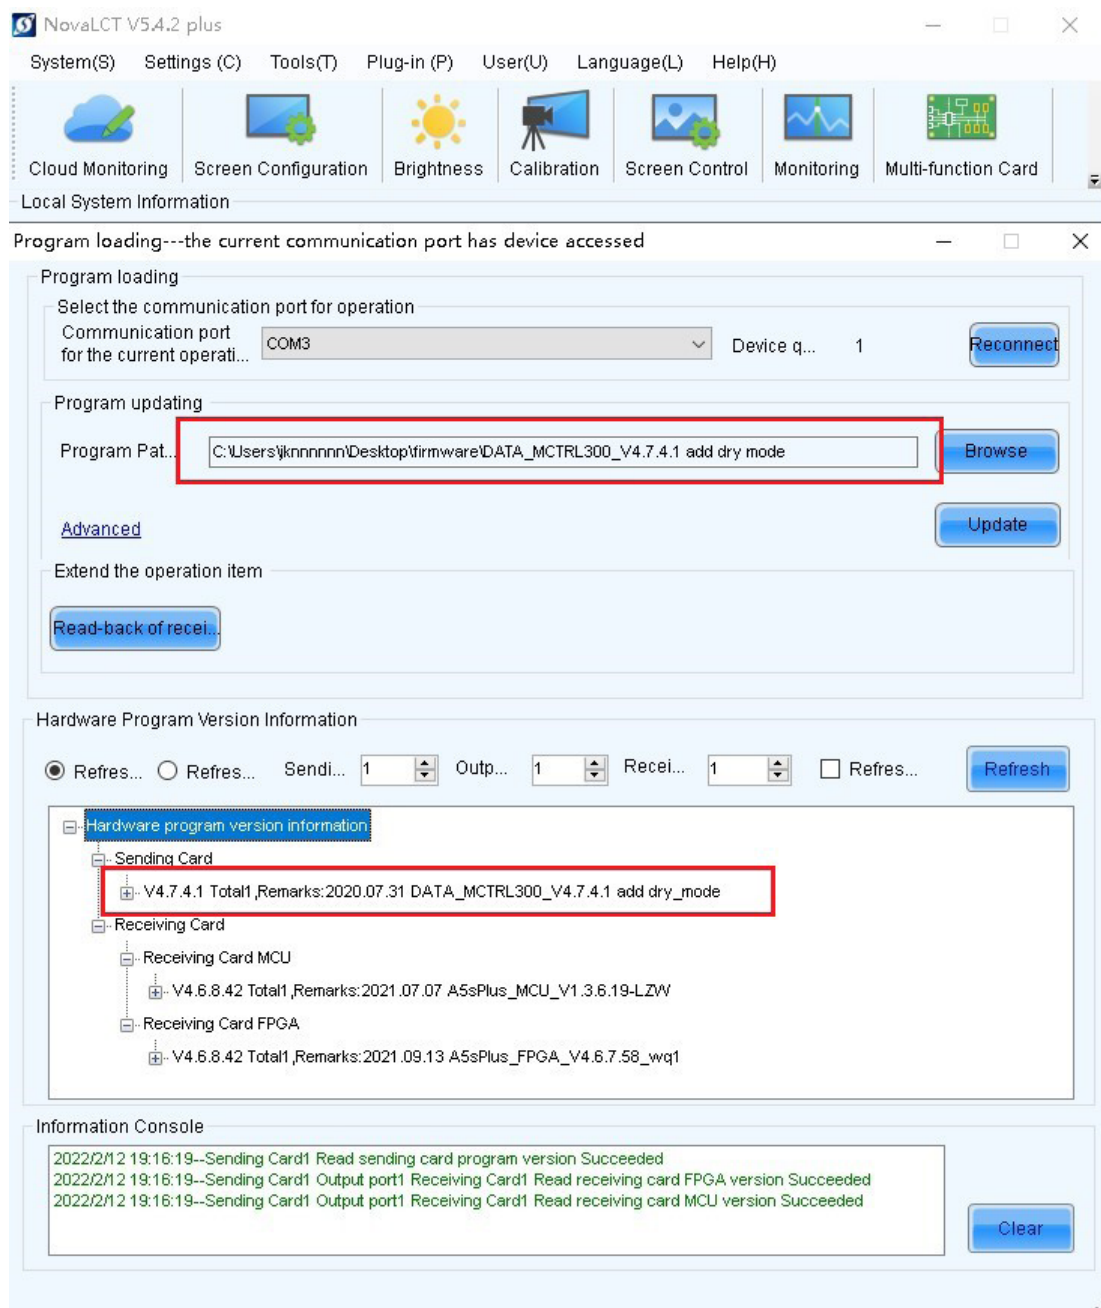 NovaLCT V5.4.2 plus
System(S) Settings (C) Tools(T) Plug-in (P) User(U) Language(L) Help(H)
Cloud Monitoring Screen Configuration Brightness Calibration Screen Control Monitoring Multi-function Card
Local System Information
Program loading---the current communication port has device accessed
Program loading
Select the communication port for operation
Communication port
for the current operati... COM3 Device q... 1 Reconnect
Program updating
Program Pat... C:\Users\jknnnnnn\Desktop\firmware\DATA_MCTRL300_V4.7.4.1 add dry mode Browse
Advanced Update
Extend the operation item
Read-back of recei...
Hardware Program Version Information
Refres... Refres... Sendi... 1 Outp... 1 Recei... 1 Refres... Refresh
Hardware program version information
Sending Card
V4.7.4.1 Total1,Remarks:2020.07.31 DATA_MCTRL300_V4.7.4.1 add dry_mode
Receiving Card
Receiving Card MCU
V4.6.8.42 Total1,Remarks:2021.07.07 A5sPlus_MCU_V1.3.6.19-LZW
Receiving Card FPGA
V4.6.8.42 Total1,Remarks:2021.09.13 A5sPlus_FPGA_V4.6.7.58_wq1
Information Console
2022/2/12 19:16:19--Sending Card1 Read sending card program version Succeeded
2022/2/12 19:16:19--Sending Card1 Output port1 Receiving Card1 Read receiving card FPGA version Succeeded
2022/2/12 19:16:19--Sending Card1 Output port1 Receiving Card1 Read receiving card MCU version Succeeded
Clear